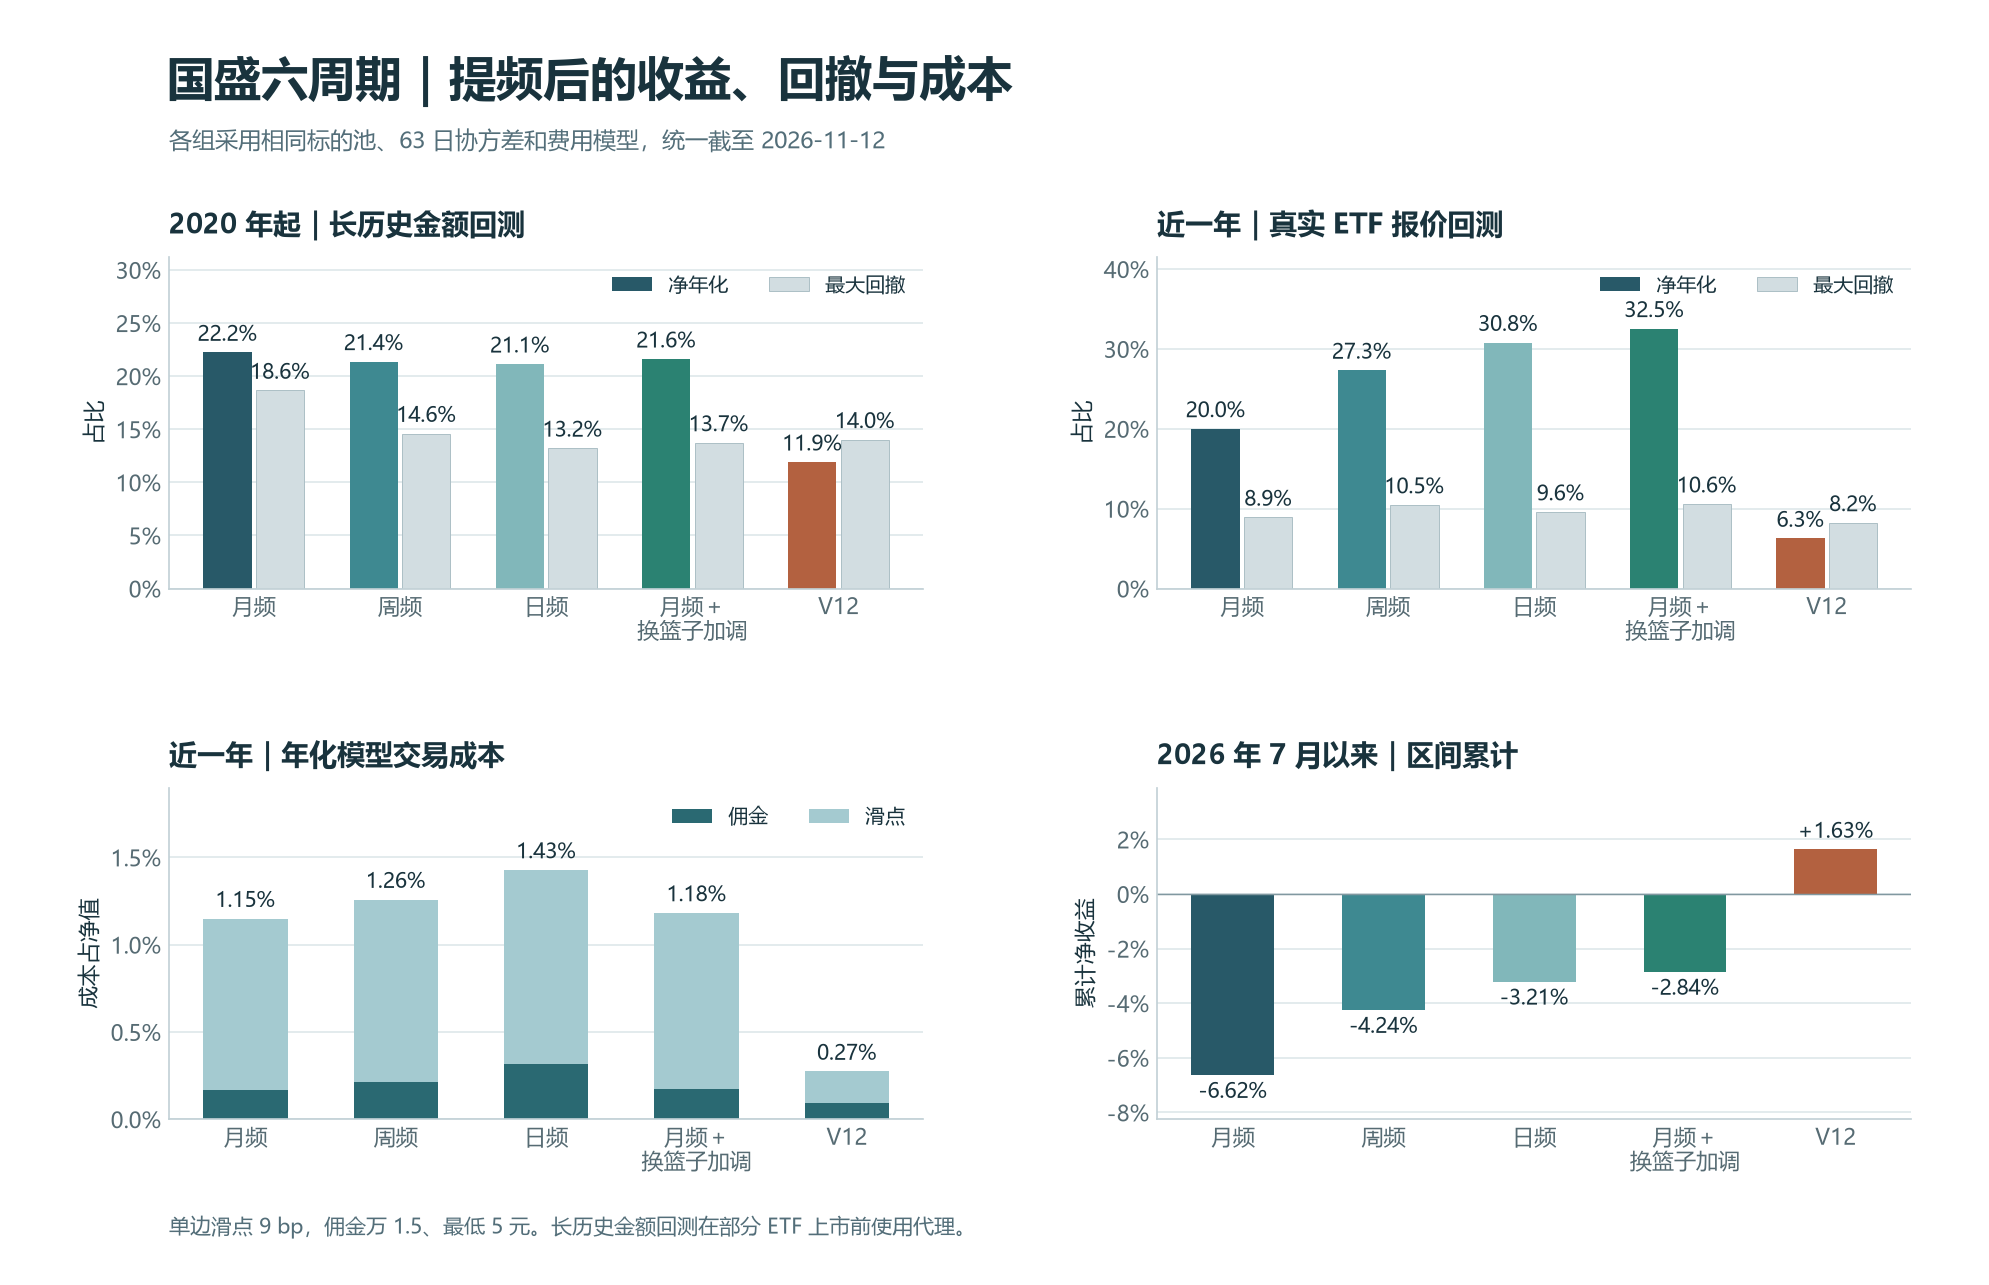 国盛六周期｜提频后的收益、回撤与成本
各组采用相同标的池、63 日协方差和费用模型，统一截至 2026-11-12
2020 年起｜长历史金额回测
净年化 最大回撤
占比
30%
25%
20%
15%
10%
5%
0%
22.2% 18.6% 21.4% 14.6% 21.1% 13.2% 21.6% 13.7% 11.9% 14.0%
月频 周频 日频 月频 + V12
换篮子加调
近一年｜真实 ETF 报价回测
净年化 最大回撤
占比
40%
30%
20%
10%
0%
20.0% 8.9% 27.3% 10.5% 30.8% 9.6% 32.5% 10.6% 6.3% 8.2%
月频 周频 日频 月频 + V12
换篮子加调
近一年｜年化模型交易成本
佣金 滑点
成本占净值
1.5%
1.0%
0.5%
0.0%
1.15% 1.26% 1.43% 1.18% 0.27%
月频 周频 日频 月频 + V12
换篮子加调
2026 年 7 月以来｜区间累计
累计净收益
2%
0%
-2%
-4%
-6%
-8%
-6.62% -4.24% -3.21% -2.84% +1.63%
月频 周频 日频 月频 + V12
换篮子加调
单边滑点 9 bp，佣金万 1.5、最低 5 元。长历史金额回测在部分 ETF 上市前使用代理。